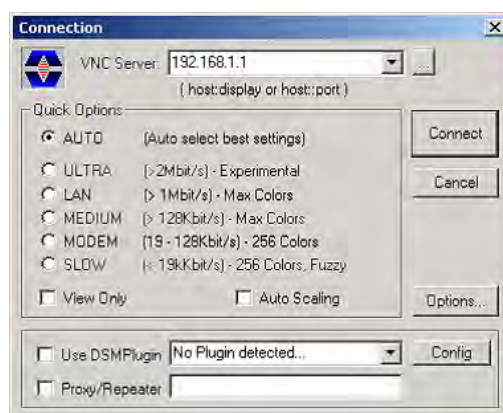 Connection
VNC Server: 192.168.1.1 ...
( host:display or host::port )
Quick Options
AUTO (Auto select best settings)
ULTRA (>2Mbit/s) - Experimental
LAN (> 1Mbit/s) - Max Colors
MEDIUM (> 128Kbit/s) - Max Colors
MODEM (19 - 128Kbit/s) - 256 Colors
SLOW (< 19kKbit/s) - 256 Colors, Fuzzy
View Only Auto Scaling
Connect
Cancel
Options...
Use DSMPlugin No Plugin detected... Config
Proxy/Repeater